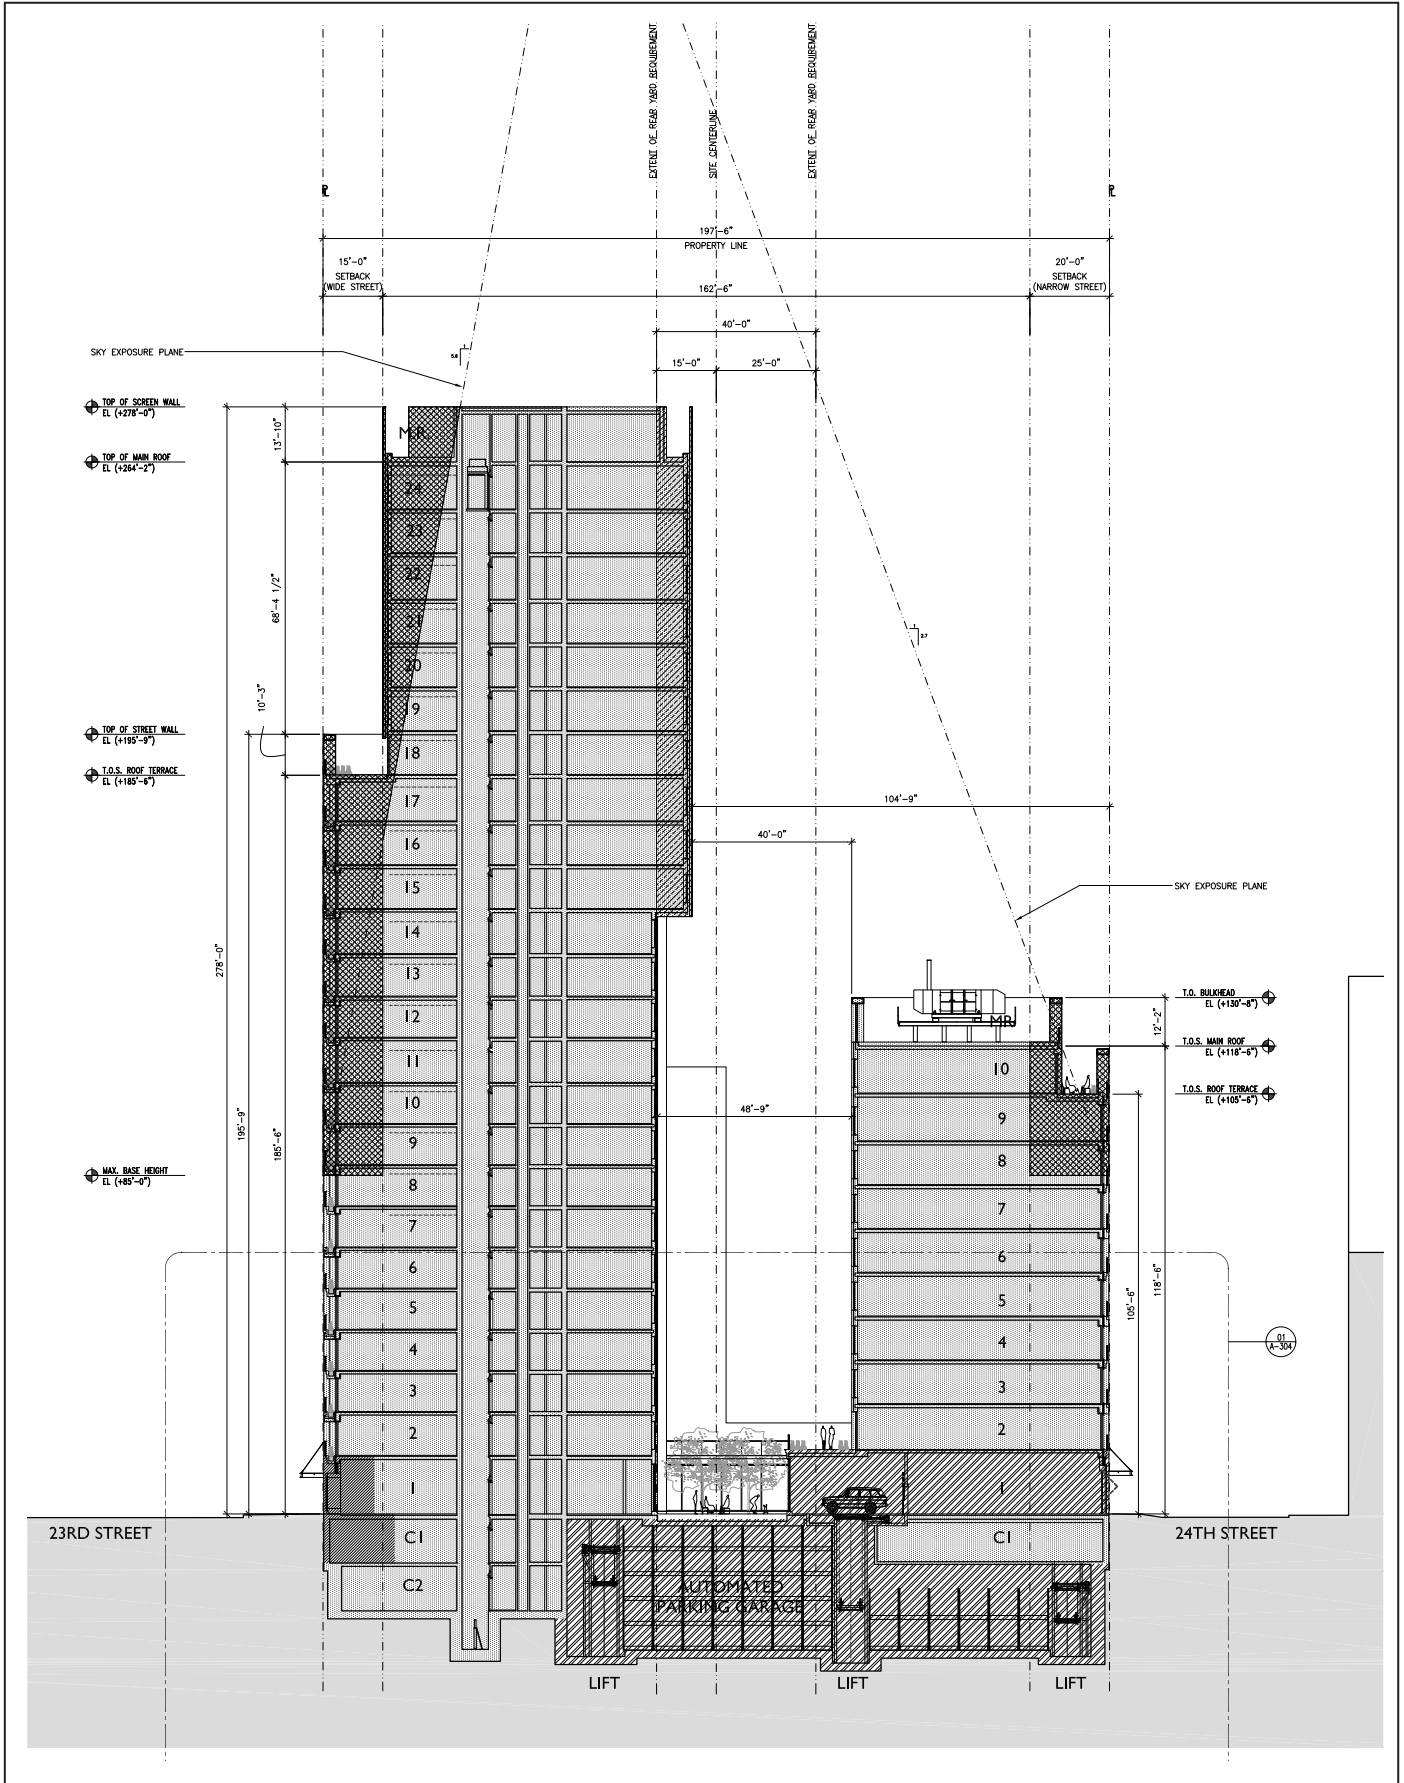 EXTENT OF REAR YARD REQUIREMENT
SITE CENTERLINE
EXTENT OF REAR YARD REQUIREMENT
197'-6"
PROPERTY LINE
15'-0"
SETBACK
(WIDE STREET)
162'-6"
20'-0"
SETBACK
(NARROW STREET)
40'-0"
15'-0"
25'-0"
SKY EXPOSURE PLANE
1
5.6
TOP OF SCREEN WALL
EL (+278'-0")
13'-10"
M.R.
TOP OF MAIN ROOF
EL (+264'-2")
24
23
22
21
20
19
18
17
16
15
14
13
12
11
10
9
8
7
6
5
4
3
2
1
C1
C2
68'-4 1/2"
10'-3"
TOP OF STREET WALL
EL (+195'-9")
T.O.S. ROOF TERRACE
EL (+185'-6")
278'-0"
195'-9"
185'-6"
MAX. BASE HEIGHT
EL (+85'-0")
1
2.7
104'-9"
40'-0"
SKY EXPOSURE PLANE
48'-9"
T.O. BULKHEAD
EL (+130'-8")
12'-2"
T.O.S. MAIN ROOF
EL (+118'-6")
T.O.S. ROOF TERRACE
EL (+105'-6")
MR.
10
9
8
7
6
5
4
3
2
1
C1
105'-6"
118'-6"
01
A-304
23RD STREET
24TH STREET
AUTOMATED
PARKING GARAGE
LIFT
LIFT
LIFT